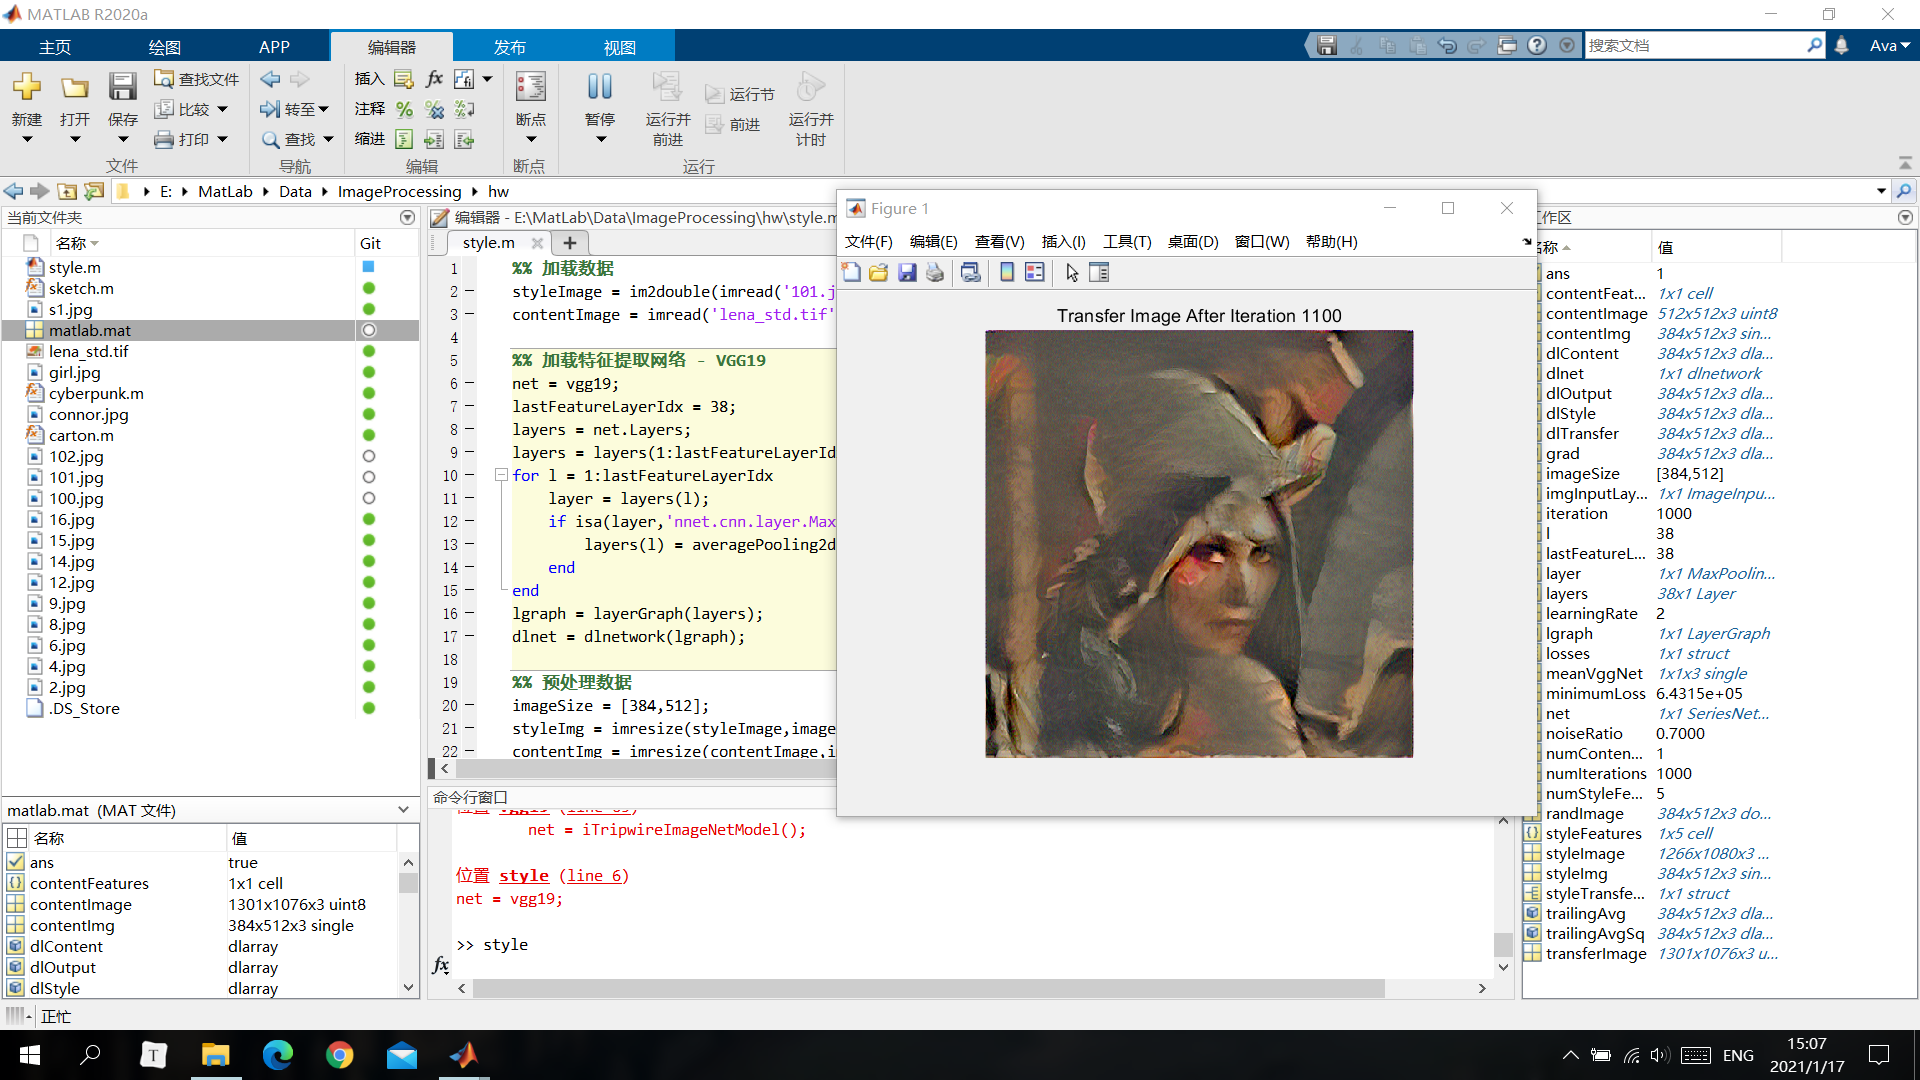 MATLAB R2020a
主页 绘图 APP 编辑器 发布 视图
搜索文档
Ava
新建 打开 保存
查找文件
比较
打印
文件
转至
查找
导航
插入 fx
注释
缩进
编辑
断点
断点
暂停
运行并
前进
运行节
前进
运行并
计时
运行
E: MatLab Data ImageProcessing hw
当前文件夹
名称 Git
style.m
sketch.m
s1.jpg
matlab.mat
lena_std.tif
girl.jpg
cyberpunk.m
connor.jpg
carton.m
102.jpg
101.jpg
100.jpg
16.jpg
15.jpg
14.jpg
12.jpg
9.jpg
8.jpg
6.jpg
4.jpg
2.jpg
.DS_Store
matlab.mat (MAT 文件)
名称 值
ans true
contentFeatures 1x1 cell
contentImage 1301x1076x3 uint8
contentImg 384x512x3 single
dlContent dlarray
dlOutput dlarray
dlStyle dlarray
正忙
编辑器 - E:\MatLab\Data\ImageProcessing\hw\style.m
style.m
1 %% 加载数据
2 styleImage = im2double(imread('101.j
3 contentImage = imread('lena_std.tif'
4
5 %% 加载特征提取网络 - VGG19
6 net = vgg19;
7 lastFeatureLayerIdx = 38;
8 layers = net.Layers;
9 layers = layers(1:lastFeatureLayerId
10 for l = 1:lastFeatureLayerIdx
11 layer = layers(l);
12 if isa(layer,'nnet.cnn.layer.Max
13 layers(l) = averagePooling2d
14 end
15 end
16 lgraph = layerGraph(layers);
17 dlnet = dlnetwork(lgraph);
18
19 %% 预处理数据
20 imageSize = [384,512];
21 styleImg = imresize(styleImage,image
22 contentImg = imresize(contentImage,i
命令行窗口
net = iTripwireImageNetModel();
位置 style (line 6)
net = vgg19;
>> style
fx
Figure 1
文件(F) 编辑(E) 查看(V) 插入(I) 工具(T) 桌面(D) 窗口(W) 帮助(H)
Transfer Image After Iteration 1100
工作区
名称 值
ans 1
contentFeat... 1x1 cell
contentImage 512x512x3 uint8
contentImg 384x512x3 sin...
dlContent 384x512x3 dla...
dlnet 1x1 dlnetwork
dlOutput 384x512x3 dla...
dlStyle 384x512x3 dla...
dlTransfer 384x512x3 dla...
grad 384x512x3 dla...
imageSize [384,512]
imgInputLay... 1x1 ImageInpu...
iteration 1000
l 38
lastFeatureL... 38
layer 1x1 MaxPoolin...
layers 38x1 Layer
learningRate 2
lgraph 1x1 LayerGraph
losses 1x1 struct
meanVggNet 1x1x3 single
minimumLoss 6.4315e+05
net 1x1 SeriesNet...
noiseRatio 0.7000
numConten... 1
numIterations 1000
numStyleFe... 5
randImage 384x512x3 do...
styleFeatures 1x5 cell
styleImage 1266x1080x3 ...
styleImg 384x512x3 sin...
styleTransfe... 1x1 struct
trailingAvg 384x512x3 dla...
trailingAvgSq 384x512x3 dla...
transferImage 1301x1076x3 u...
T
ENG
15:07
2021/1/17